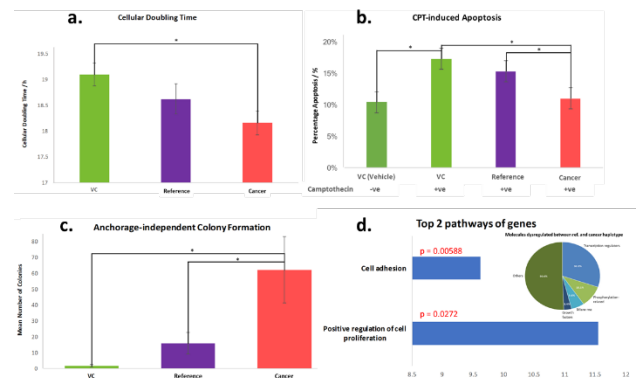 a.
Cellular Doubling Time
Cellular Doubling Time /h
19.5
19
18.5
18
17.5
17
*
VC
Reference
Cancer
b.
CPT-induced Apoptosis
Percentage Apoptosis / %
20%
15%
10%
5%
0%
*
*
*
VC (Vehicle)
VC
Reference
Cancer
Camptothecin
-ve
+ve
+ve
+ve
c.
Anchorage-independent Colony Formation
Mean Number of Colonies
80
70
60
50
40
30
20
10
0
*
*
VC
Reference
Cancer
d.
Top 2 pathways of genes
p = 0.00588
Cell adhesion
p = 0.0272
Positive regulation of cell
proliferation
8.5
9
9.5
10
10.5
11
11.5
12
Molecules dysregulated between
and cancer haplotype
Transcription regulators
Phosphorylation
Others
Growth
factors